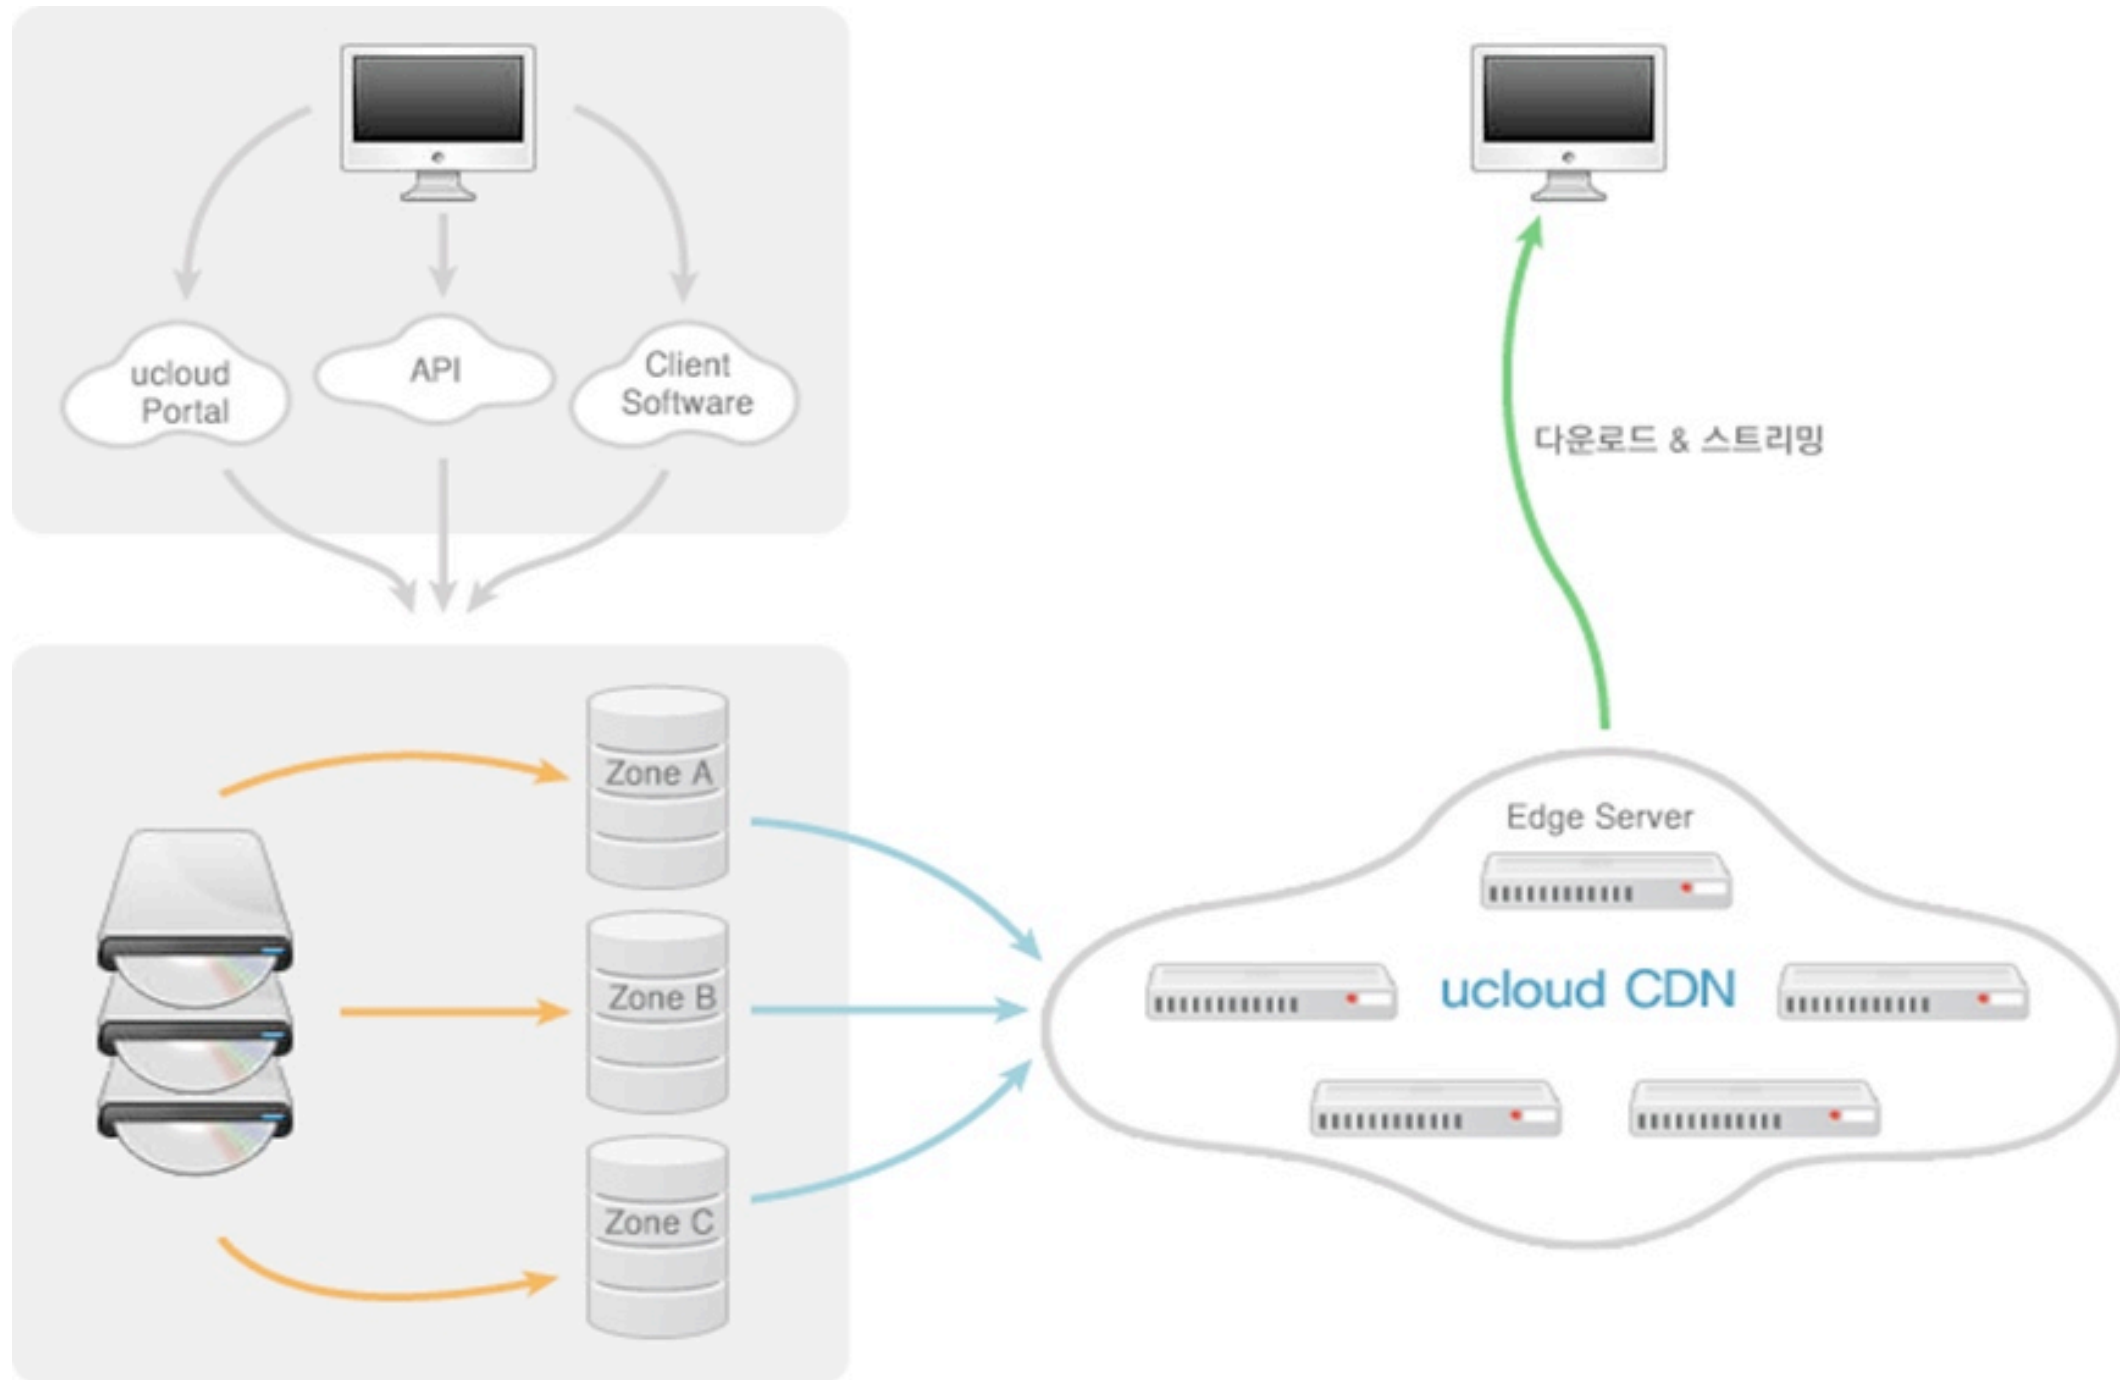 ucloud
Portal
API
Client
Software
다운로드 & 스트리밍
Zone A
Zone B
Zone C
Edge Server
ucloud CDN